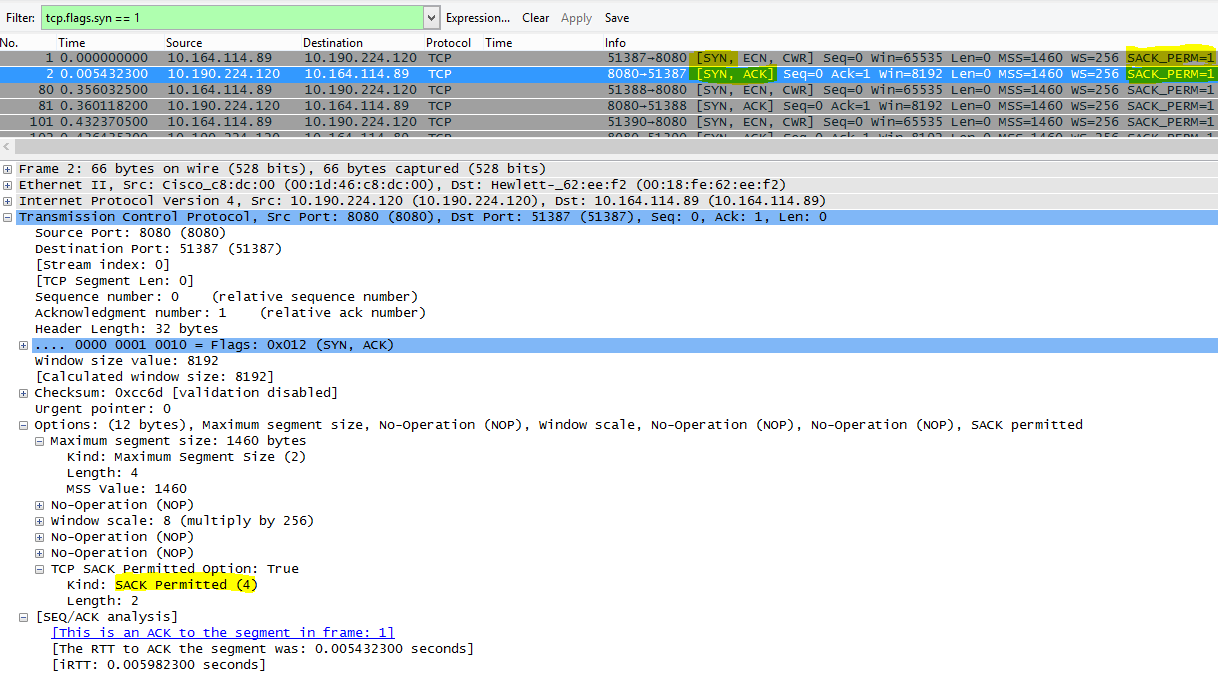 Filter: tcp.flags.syn == 1 Expression... Clear Apply Save
No. Time Source Destination Protocol Time Info
1 0.000000000 10.164.114.89 10.190.224.120 TCP 51387→8080 [SYN, ECN, CWR] Seq=0 Win=65535 Len=0 MSS=1460 WS=256 SACK_PERM=1
2 0.005432300 10.190.224.120 10.164.114.89 TCP 8080→51387 [SYN, ACK] Seq=0 Ack=1 Win=8192 Len=0 MSS=1460 WS=256 SACK_PERM=1
80 0.356032500 10.164.114.89 10.190.224.120 TCP 51388→8080 [SYN, ECN, CWR] Seq=0 Win=65535 Len=0 MSS=1460 WS=256 SACK_PERM=1
81 0.360118200 10.190.224.120 10.164.114.89 TCP 8080→51388 [SYN, ACK] Seq=0 Ack=1 Win=8192 Len=0 MSS=1460 WS=256 SACK_PERM=1
101 0.432370500 10.164.114.89 10.190.224.120 TCP 51390→8080 [SYN, ECN, CWR] Seq=0 Win=65535 Len=0 MSS=1460 WS=256 SACK_PERM=1
Frame 2: 66 bytes on wire (528 bits), 66 bytes captured (528 bits)
Ethernet II, Src: Cisco_c8:dc:00 (00:1d:46:c8:dc:00), Dst: Hewlett-_62:ee:f2 (00:18:fe:62:ee:f2)
Internet Protocol Version 4, Src: 10.190.224.120 (10.190.224.120), Dst: 10.164.114.89 (10.164.114.89)
Transmission Control Protocol, Src Port: 8080 (8080), Dst Port: 51387 (51387), Seq: 0, Ack: 1, Len: 0
Source Port: 8080 (8080)
Destination Port: 51387 (51387)
[Stream index: 0]
[TCP Segment Len: 0]
Sequence number: 0 (relative sequence number)
Acknowledgment number: 1 (relative ack number)
Header Length: 32 bytes
.... 0000 0001 0010 = Flags: 0x012 (SYN, ACK)
Window size value: 8192
[Calculated window size: 8192]
Checksum: 0xcc6d [validation disabled]
Urgent pointer: 0
Options: (12 bytes), Maximum segment size, No-Operation (NOP), Window scale, No-Operation (NOP), No-Operation (NOP), SACK permitted
Maximum segment size: 1460 bytes
Kind: Maximum Segment Size (2)
Length: 4
MSS Value: 1460
No-Operation (NOP)
Window scale: 8 (multiply by 256)
No-Operation (NOP)
No-Operation (NOP)
TCP SACK Permitted Option: True
Kind: SACK Permitted (4)
Length: 2
[SEQ/ACK analysis]
[This is an ACK to the segment in frame: 1]
[The RTT to ACK the segment was: 0.005432300 seconds]
[iRTT: 0.005982300 seconds]